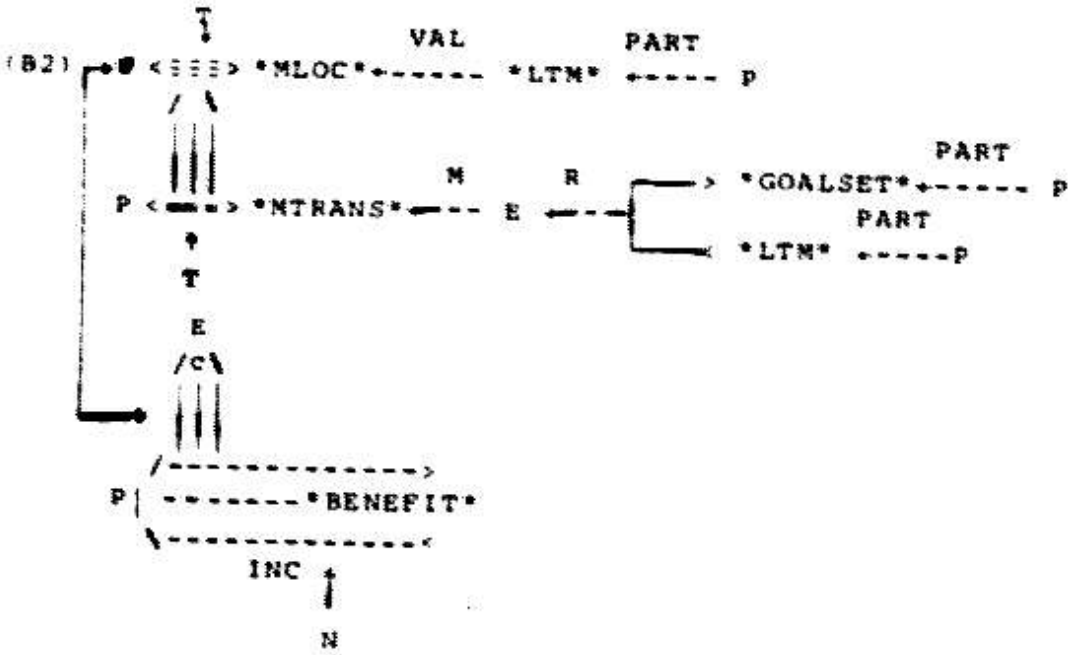 T
VAL PART
(B2) <≡≡≡> *MLOC*<------ *LTM* <----- P
/ \
PART
M R > *GOALSET*<------ P
P <---> *MTRANS*<--- E <---
PART
< *LTM* <-----P
T
E
/c\
/--------------->
P| -------*BENEFIT*
\---------------<
INC
N